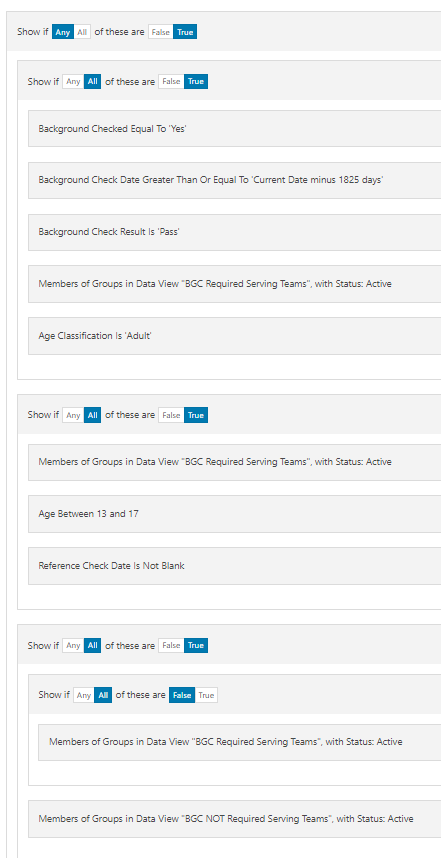 Show if Any All of these are False True
Show if Any All of these are False True
Background Checked Equal To 'Yes'
Background Check Date Greater Than Or Equal To 'Current Date minus 1825 days'
Background Check Result Is 'Pass'
Members of Groups in Data View "BGC Required Serving Teams", with Status: Active
Age Classification Is 'Adult'
Show if Any All of these are False True
Members of Groups in Data View "BGC Required Serving Teams", with Status: Active
Age Between 13 and 17
Reference Check Date Is Not Blank
Show if Any All of these are False True
Show if Any All of these are False True
Members of Groups in Data View "BGC Required Serving Teams", with Status: Active
Members of Groups in Data View "BGC NOT Required Serving Teams", with Status: Active